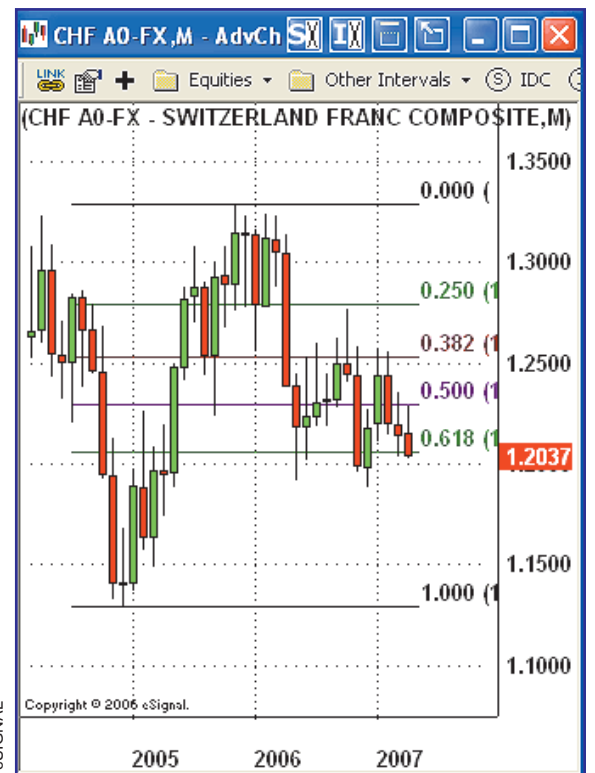 CHF A0-FX,M - AdvCh
LINK Equities Other Intervals S IDC
(CHF A0-FX - SWITZERLAND FRANC COMPOSITE,M)
1.3500
0.000 (
1.3000
0.250 (1
0.382 (1
1.2500
0.500 (1
0.618 (1
1.2037
1.1500
1.000 (1
1.1000
Copyright © 2006 eSignal.
2005 2006 2007